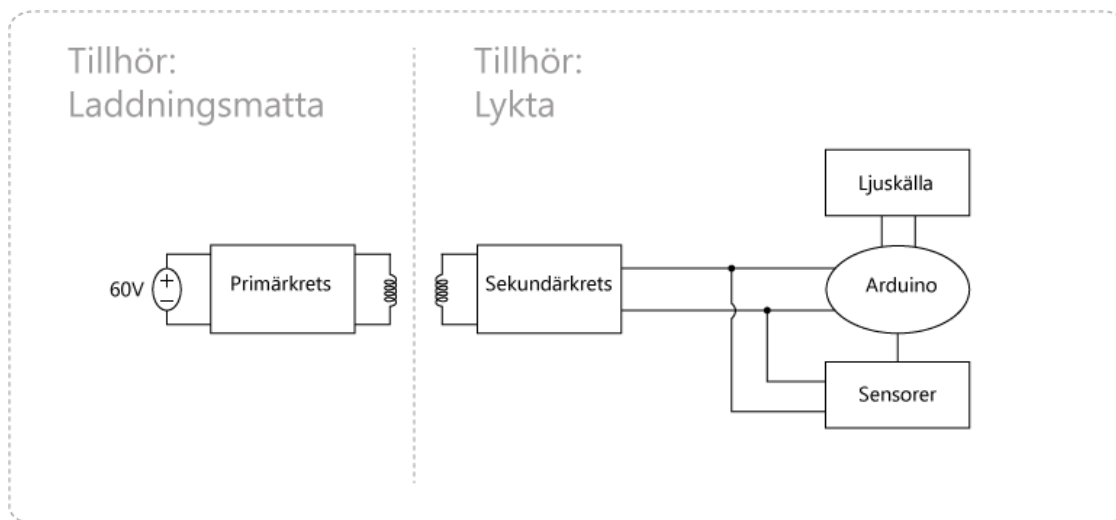 Tillhör:
Laddningsmatta
Tillhör:
Lykta
Ljuskälla
60V
+
−
Primärkrets
Sekundärkrets
Arduino
Sensorer